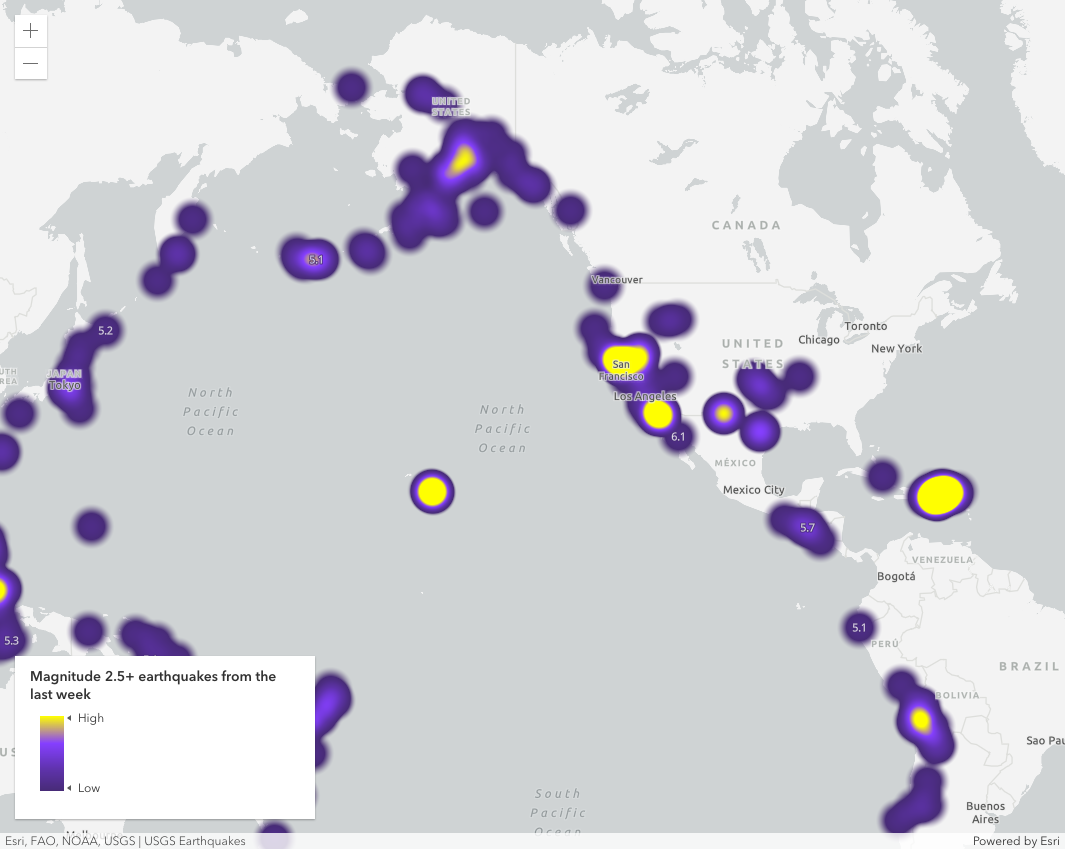 UNITED
STATES
CANADA
5.1
Vancouver
5.2
Toronto
Chicago
New York
UNITED
STATES
San
Francisco
JAPAN
Tokyo
Los Angeles
North
Pacific
Ocean
North
Pacific
Ocean
6.1
MÉXICO
Mexico City
5.7
VENEZUELA
Bogotá
5.1
5.3
PERÚ
BRAZIL
BOLIVIA
Magnitude 2.5+ earthquakes from the
last week
High
Low
Sao Pau
South
Pacific
Ocean
Buenos
Aires
Esri, FAO, NOAA, USGS | USGS Earthquakes
Powered by Esri